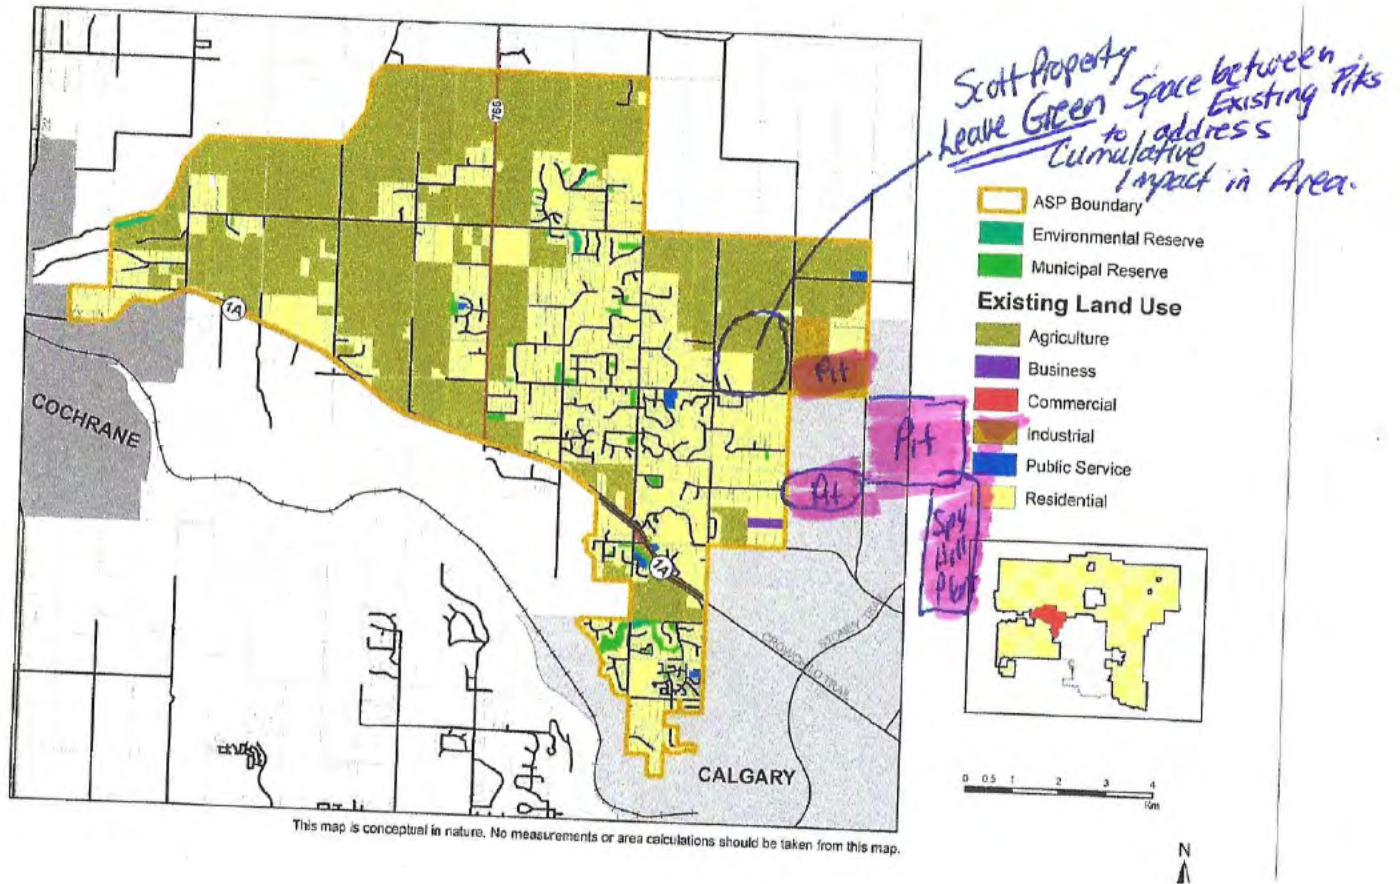 Scott Property
Leave Green Space between
Existing Pits
to address
Cumulative
Impact in Area.
22
766
1A
COCHRANE
Pit
Pit
Pit
Spy
Hill
Plant
1A
CROWCHILD TRAIL
STONEY
CALGARY
ASP Boundary
Environmental Reserve
Municipal Reserve
Existing Land Use
Agriculture
Business
Commercial
Industrial
Public Service
Residential
0 0.5 1 2 3 4
Km
N
This map is conceptual in nature. No measurements or area calculations should be taken from this map.